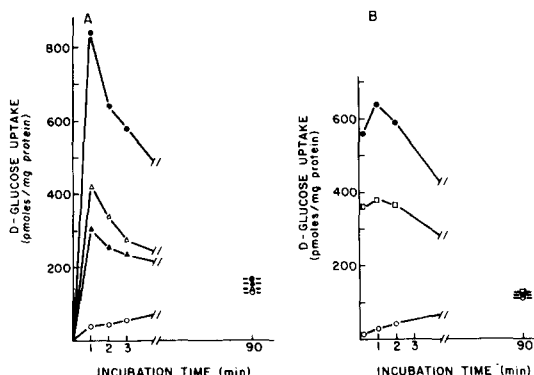 A
D-GLUCOSE UPTAKE
(pmoles/mg protein)
800
600
400
200
1 2 3 90
INCUBATION TIME (min)
B
D-GLUCOSE UPTAKE
(pmoles/mg protein)
600
400
200
1 2 3 90
INCUBATION TIME (min)